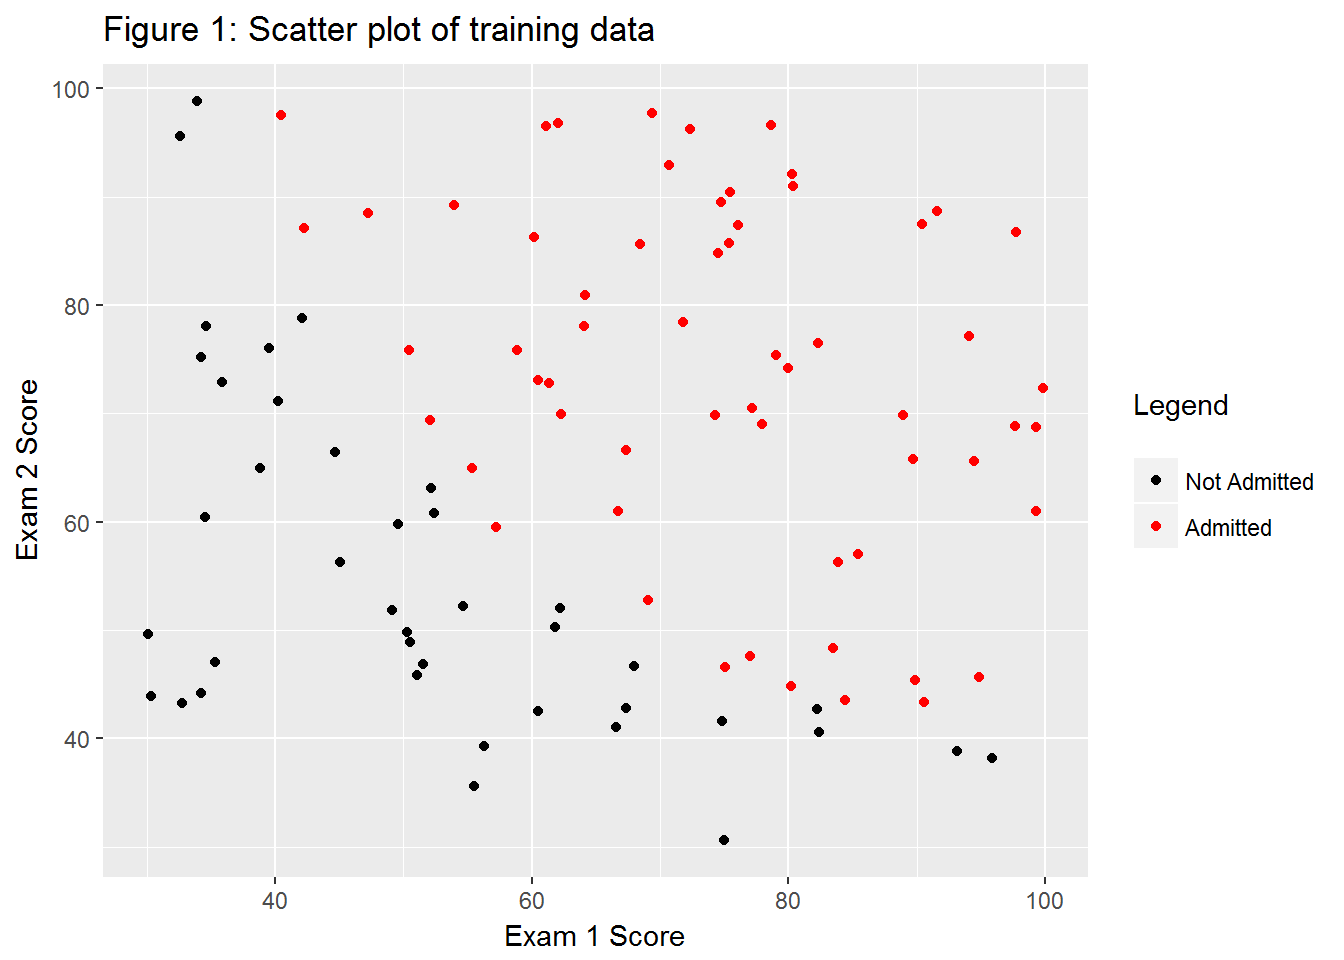 Figure 1: Scatter plot of training data
100
80
60
40
Exam 2 Score
40 60 80 100
Exam 1 Score
Legend
Not Admitted
Admitted